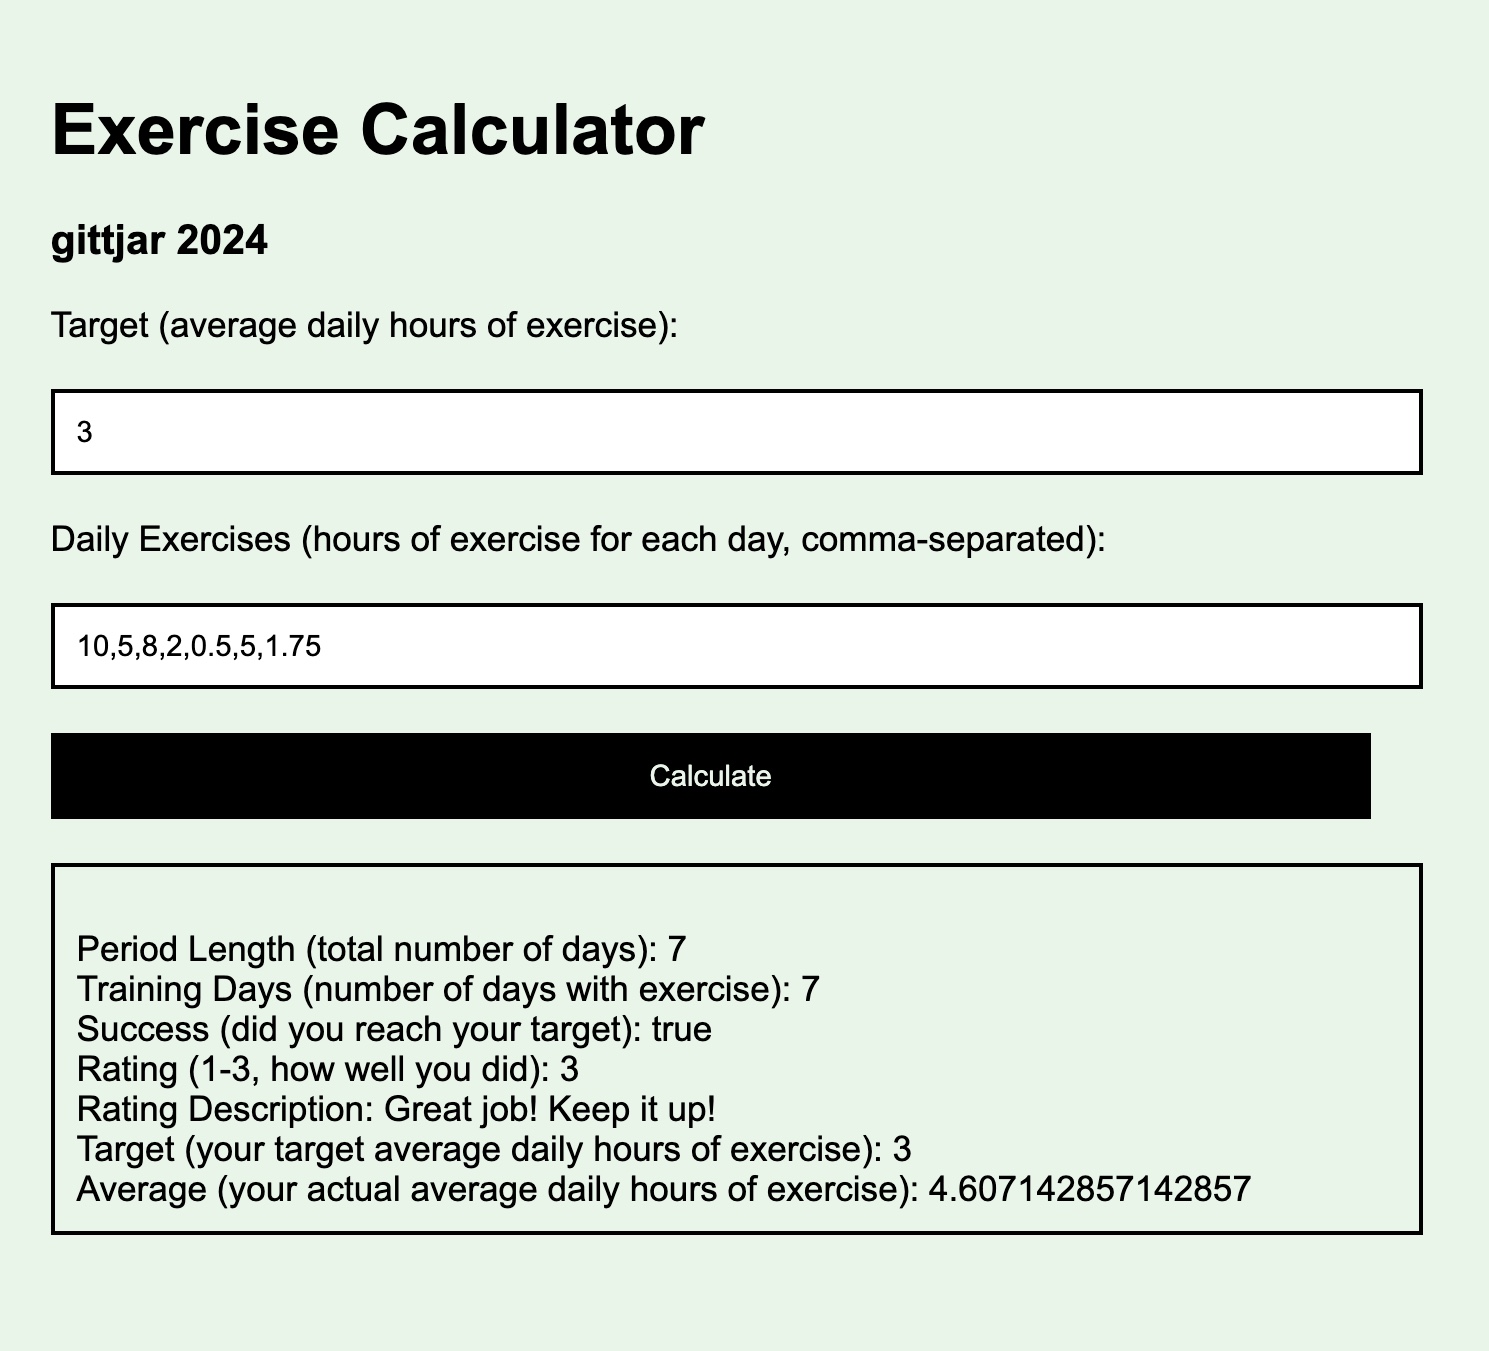 Exercise Calculator
gittjar 2024
Target (average daily hours of exercise):
3
Daily Exercises (hours of exercise for each day, comma-separated):
10,5,8,2,0.5,5,1.75
Calculate
Period Length (total number of days): 7
Training Days (number of days with exercise): 7
Success (did you reach your target): true
Rating (1-3, how well you did): 3
Rating Description: Great job! Keep it up!
Target (your target average daily hours of exercise): 3
Average (your actual average daily hours of exercise): 4.607142857142857